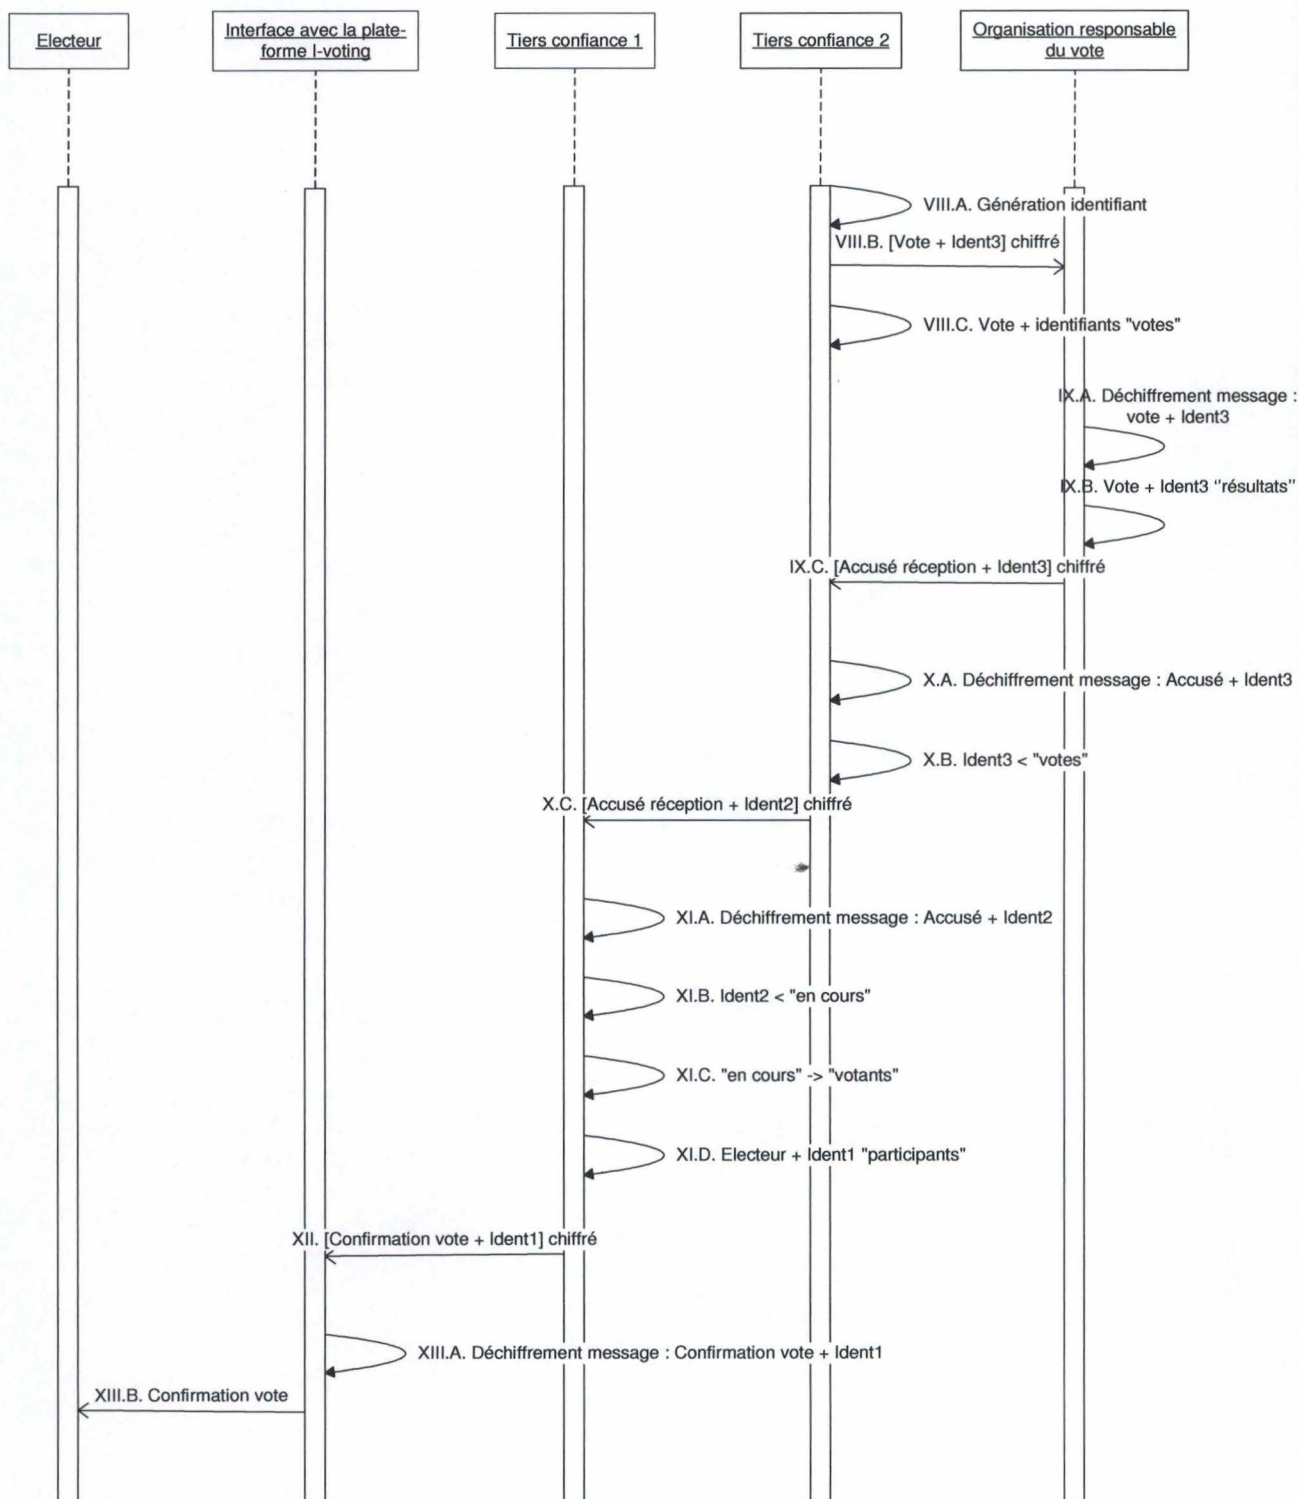 Electeur
Interface avec la plate-
forme I-voting
Tiers confiance 1
Tiers confiance 2
Organisation responsable
du vote
VIII.A. Génération identifiant
VIII.B. [Vote + Ident3] chiffré
VIII.C. Vote + identifiants "votes"
IX.A. Déchiffrement message :
vote + Ident3
IX.B. Vote + Ident3 "résultats"
IX.C. [Accusé réception + Ident3] chiffré
X.A. Déchiffrement message : Accusé + Ident3
X.B. Ident3 < "votes"
X.C. [Accusé réception + Ident2] chiffré
XI.A. Déchiffrement message : Accusé + Ident2
XI.B. Ident2 < "en cours"
XI.C. "en cours" -> "votants"
XI.D. Electeur + Ident1 "participants"
XII. [Confirmation vote + Ident1] chiffré
XIII.A. Déchiffrement message : Confirmation vote + Ident1
XIII.B. Confirmation vote